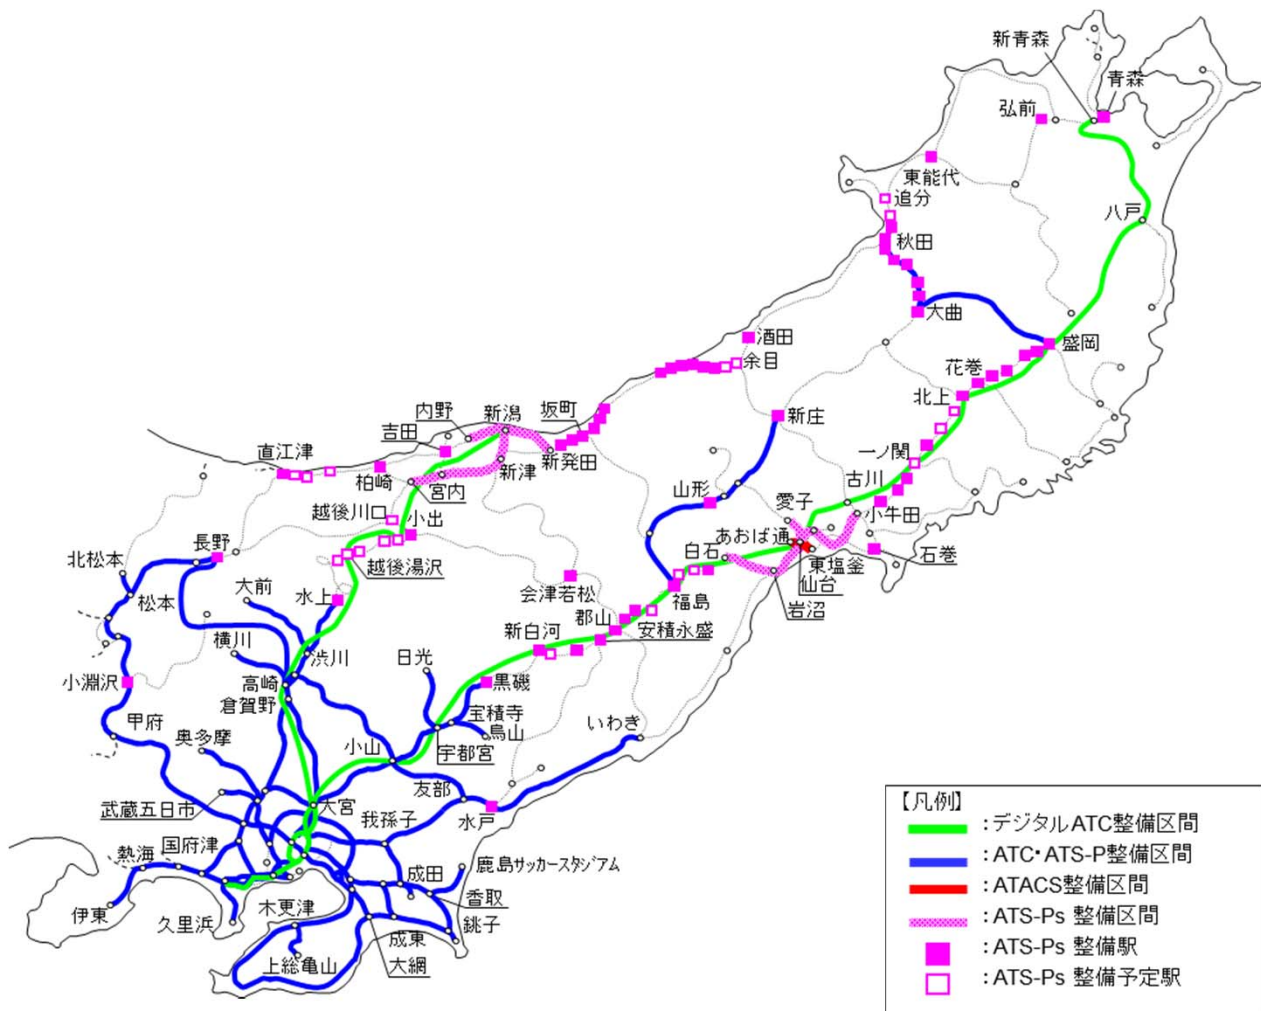 新青森
青森
弘前
東能代
追分
八戸
秋田
大曲
酒田
盛岡
余目
花巻
北上
内野
新潟
坂町
新庄
吉田
直江津
一ノ関
新発田
柏崎
新津
宮内
古川
山形
愛子
越後川口
小出
小牛田
あおば通
北松本
長野
白石
石巻
越後湯沢
東塩釜
大前
会津若松
仙台
松本
水上
福島
岩沼
郡山
横川
新白河
安積永盛
渋川
日光
小淵沢
高崎
黒磯
倉賀野
甲府
宝積寺
いわき
奥多摩
烏山
小山
宇都宮
友部
武蔵五日市
大宮
水戸
我孫子
国府津
熱海
成田
鹿島サッカースタジアム
香取
伊東
木更津
久里浜
銚子
成東
上総亀山
大網
【凡例】
：デジタルATC整備区間
：ATC・ATS-P整備区間
：ATACS整備区間
：ATS-Ps 整備区間
：ATS-Ps 整備駅
：ATS-Ps 整備予定駅